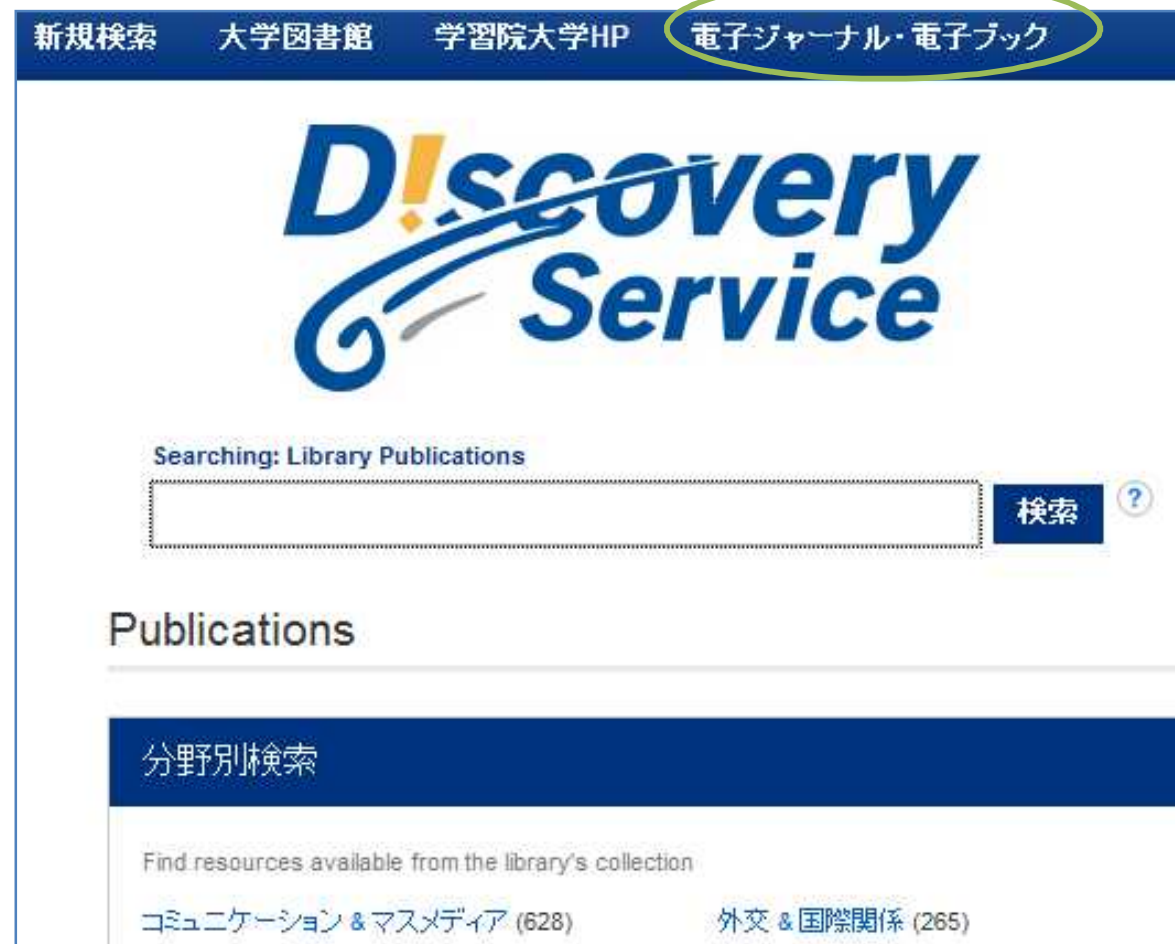 新規検索 大学図書館 学習院大学HP 電子ジャーナル・電子ブック
D!scovery
Service
Searching: Library Publications
検索 ?
Publications
分野別検索
Find resources available from the library's collection
コミュニケーション & マスメディア (628) 外交 & 国際関係 (265)